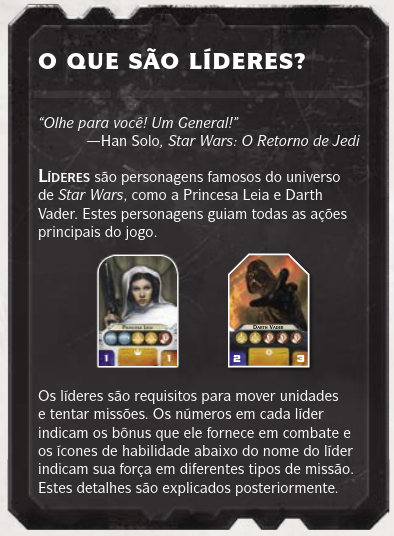 O QUE SÃO LÍDERES?
“Olhe para você! Um General!”
—Han Solo, Star Wars: O Retorno de Jedi
LÍDERES são personagens famosos do universo
de Star Wars, como a Princesa Leia e Darth
Vader. Estes personagens guiam todas as ações
principais do jogo.
PRINCESA LEIA
1 1
DARTH VADER
2 3
Os líderes são requisitos para mover unidades
e tentar missões. Os números em cada líder
indicam os bônus que ele fornece em combate e
os ícones de habilidade abaixo do nome do líder
indicam sua força em diferentes tipos de missão.
Estes detalhes são explicados posteriormente.